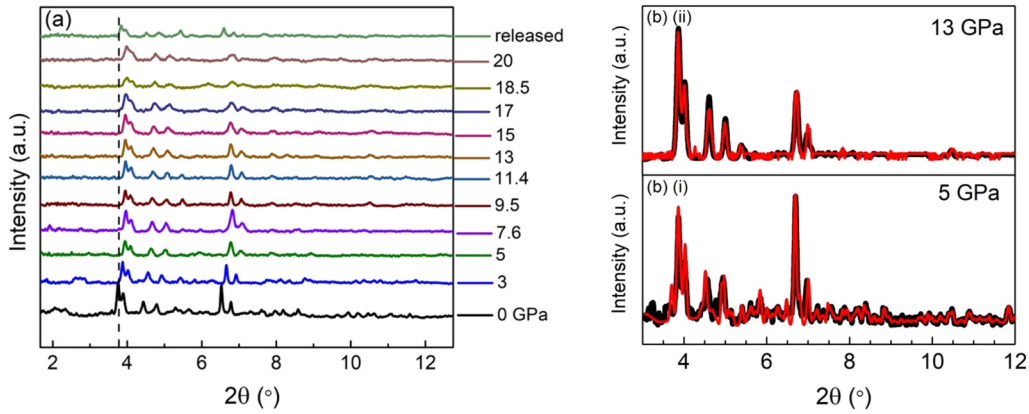 (a)
released
20
18.5
17
15
13
11.4
9.5
7.6
5
3
0 GPa
Intensity (a.u.)
2 4 6 8 10 12
2θ (°)
(b) (ii)
13 GPa
Intensity (a.u.)
(b) (i)
5 GPa
Intensity (a.u.)
4 6 8 10 12
2θ (°)